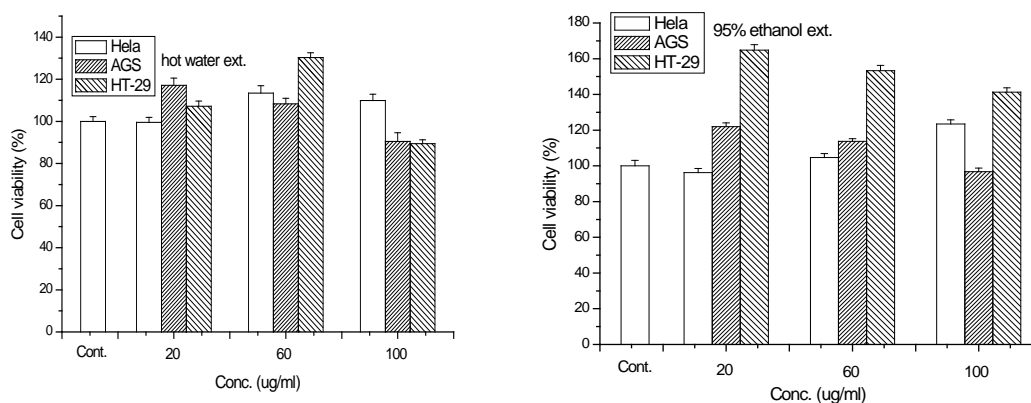 140
120
100
80
60
40
20
0
Cell viability (%)
Hela
AGS
HT-29
hot water ext.
Cont.
20
60
100
Conc. (ug/ml)
180
160
140
120
100
80
60
40
20
0
Cell viability (%)
Hela
AGS
HT-29
95% ethanol ext.
Cont.
20
60
100
Conc. (ug/ml)